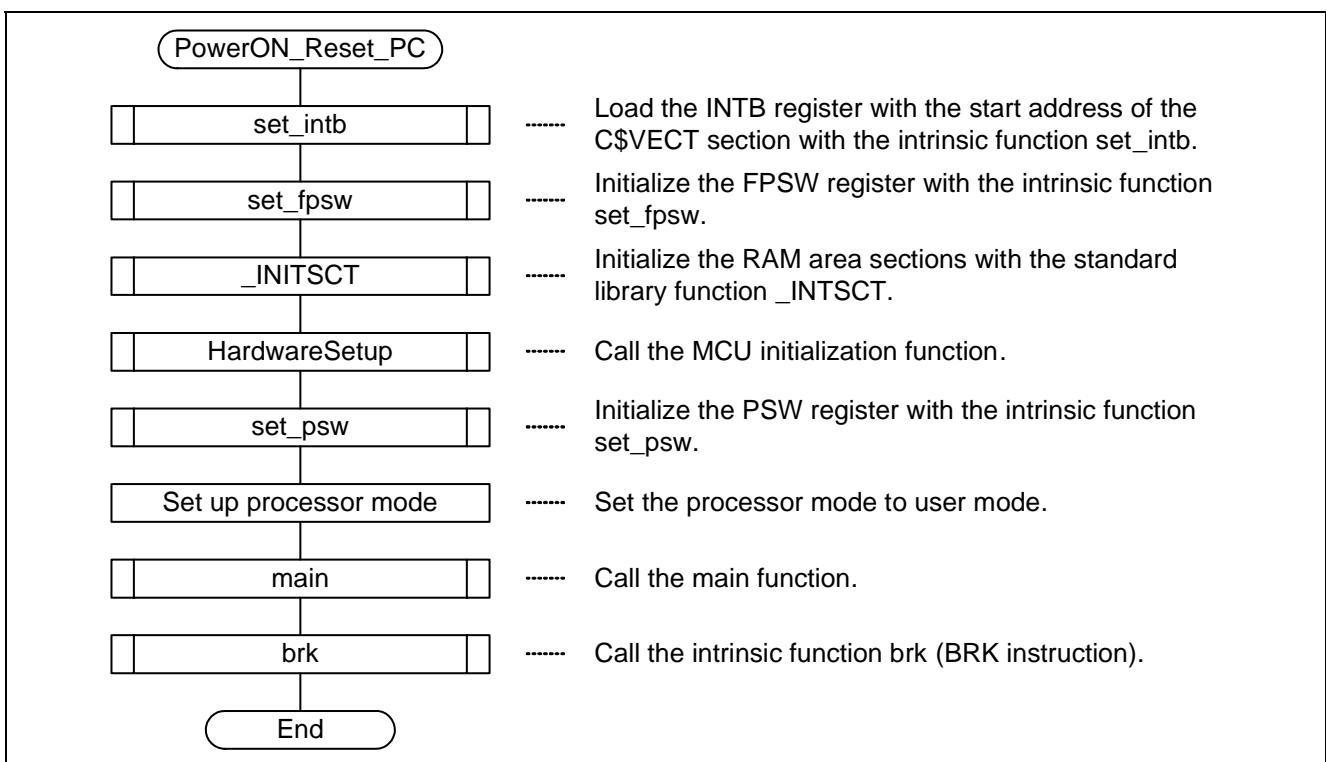 PowerON_Reset_PC
set_intb
Load the INTB register with the start address of the
C$VECT section with the intrinsic function set_intb.
set_fpsw
Initialize the FPSW register with the intrinsic function
set_fpsw.
_INITSCT
Initialize the RAM area sections with the standard
library function _INTSCT.
HardwareSetup
Call the MCU initialization function.
set_psw
Initialize the PSW register with the intrinsic function
set_psw.
Set up processor mode
Set the processor mode to user mode.
main
Call the main function.
brk
Call the intrinsic function brk (BRK instruction).
End